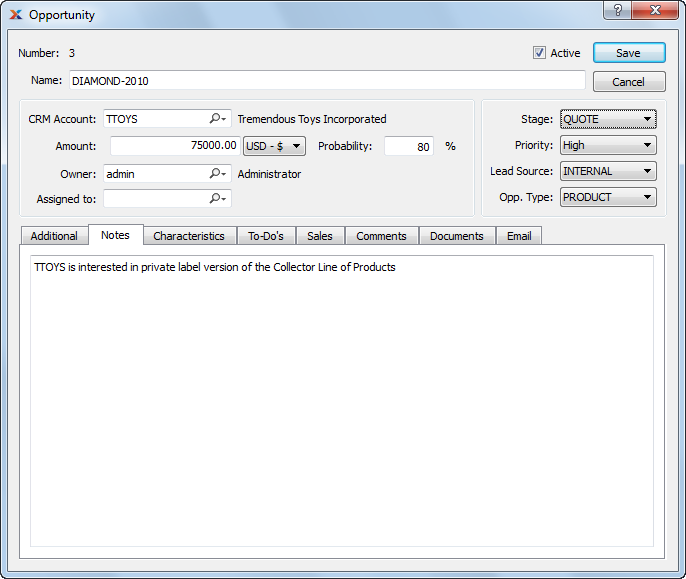 Opportunity
Number: 3
Active
Save
Name: DIAMOND-2010
Cancel
CRM Account: TTOYS Tremendous Toys Incorporated
Stage: QUOTE
Amount: 75000.00 USD - $ Probability: 80 %
Priority: High
Owner: admin Administrator
Lead Source: INTERNAL
Assigned to:
Opp. Type: PRODUCT
Additional Notes Characteristics To-Do's Sales Comments Documents Email
TTOYS is interested in private label version of the Collector Line of Products